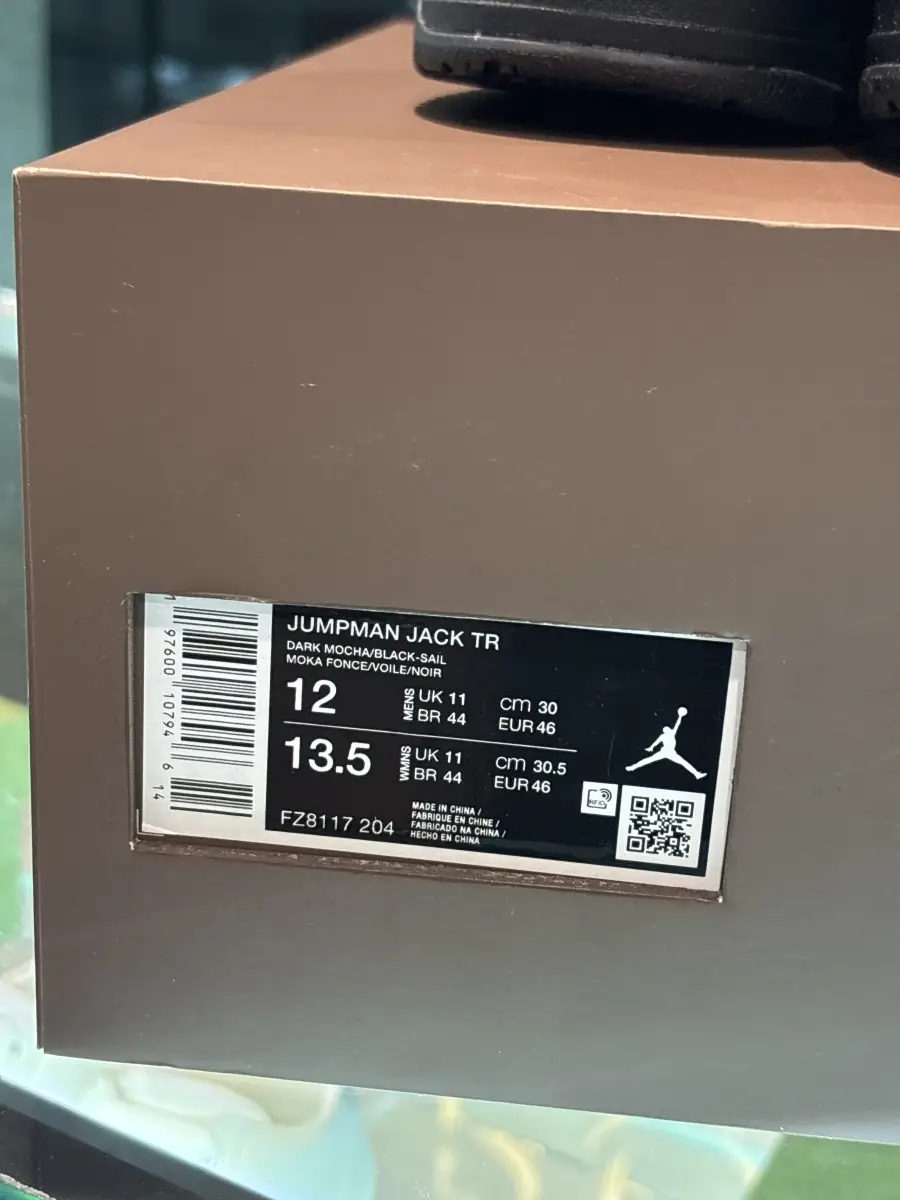 JUMPMAN JACK TR
DARK MOCHA/BLACK-SAIL
MOKA FONCE/VOILE/NOIR
12
MENS
UK 11
BR 44
cm 30
EUR 46
13.5
WMNS
UK 11
BR 44
cm 30.5
EUR 46
FZ8117 204
MADE IN CHINA /
FABRIQUE EN CHINE /
FABRICADO NA CHINA /
HECHO EN CHINA
RFID
1 97600 10794 6 14